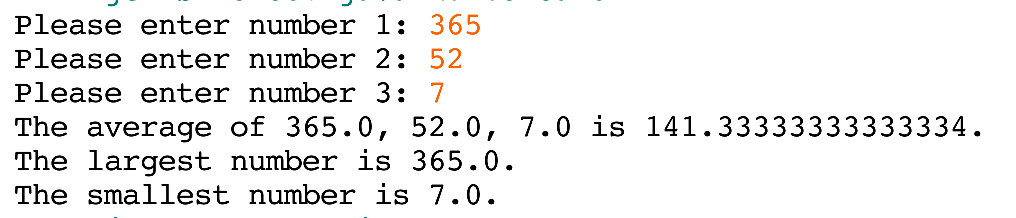 Please enter number 1: 365
Please enter number 2: 52
Please enter number 3: 7
The average of 365.0, 52.0, 7.0 is 141.33333333333334.
The largest number is 365.0.
The smallest number is 7.0.